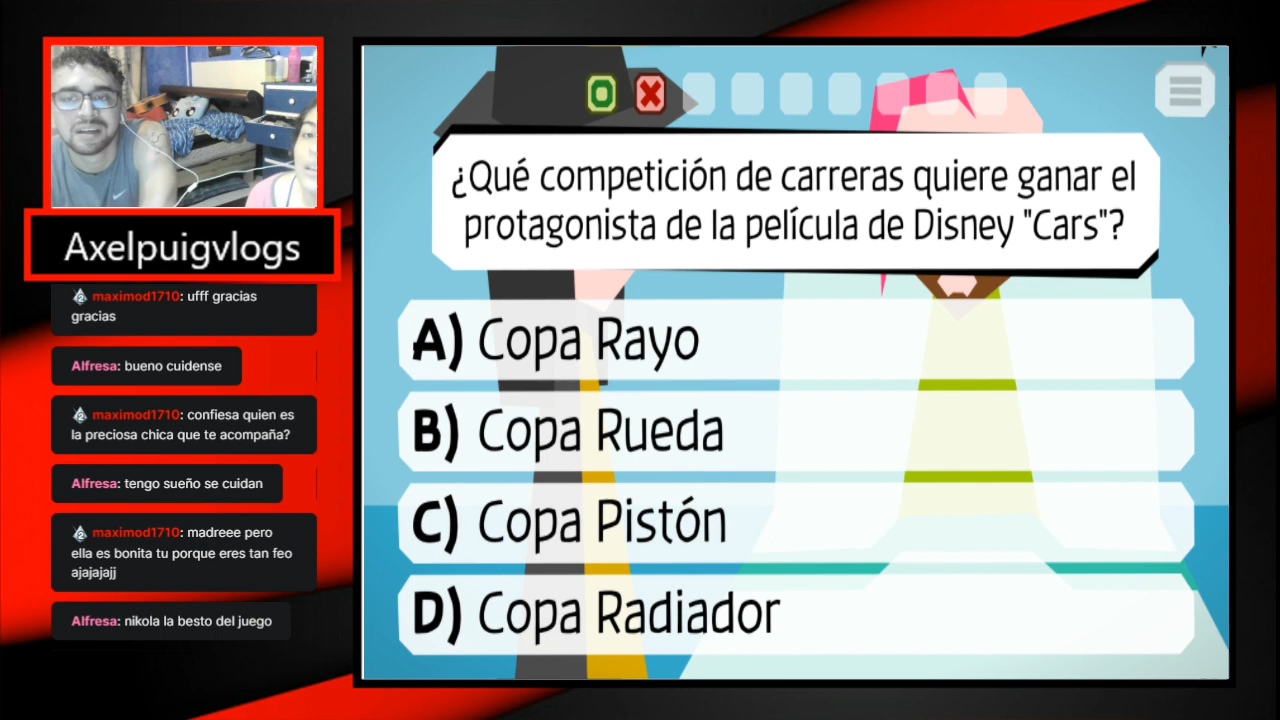 Axelpuigvlogs
maximod1710: ufff gracias
gracias
Alfresa: bueno cuidense
maximod1710: confiesa quien es
la preciosa chica que te acompaña?
Alfresa: tengo sueño se cuidan
maximod1710: madreee pero
ella es bonita tu porque eres tan feo
ajajajajj
Alfresa: nikola la besto del juego
¿Qué competición de carreras quiere ganar el
protagonista de la película de Disney "Cars"?
A) Copa Rayo
B) Copa Rueda
C) Copa Pistón
D) Copa Radiador